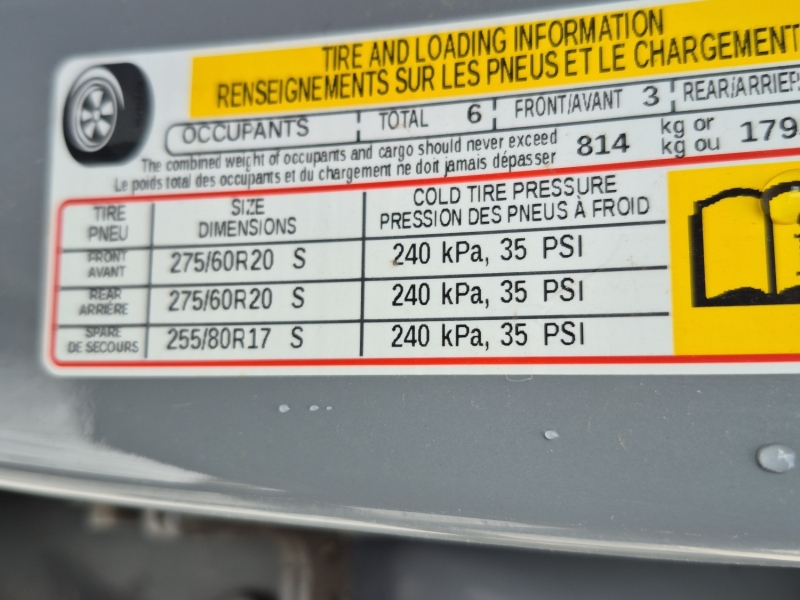 TIRE AND LOADING INFORMATION
RENSEIGNEMENTS SUR LES PNEUS ET LE CHARGEMENT
OCCUPANTS TOTAL 6 FRONT/AVANT 3
The combined weight of occupants and cargo should never exceed 814 kg or
Le poids total des occupants et du chargement ne doit jamais dépasser kg ou 179
TIRE SIZE COLD TIRE PRESSURE
PNEU DIMENSIONS PRESSION DES PNEUS À FROID
FRONT
AVANT 275/60R20 S 240 kPa, 35 PSI
REAR
ARRIÈRE 275/60R20 S 240 kPa, 35 PSI
SPARE
DE SECOURS 255/80R17 S 240 kPa, 35 PSI